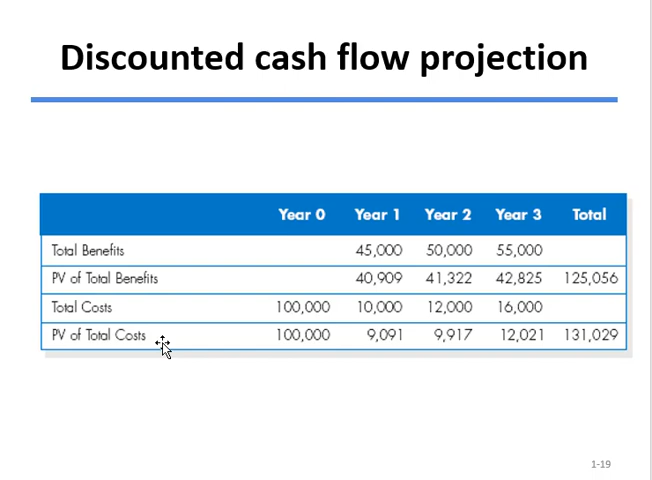 Discounted cash flow projection
Year 0 Year 1 Year 2 Year 3 Total
Total Benefits 45,000 50,000 55,000
PV of Total Benefits 40,909 41,322 42,825 125,056
Total Costs 100,000 10,000 12,000 16,000
PV of Total Costs 100,000 9,091 9,917 12,021 131,029
1-19